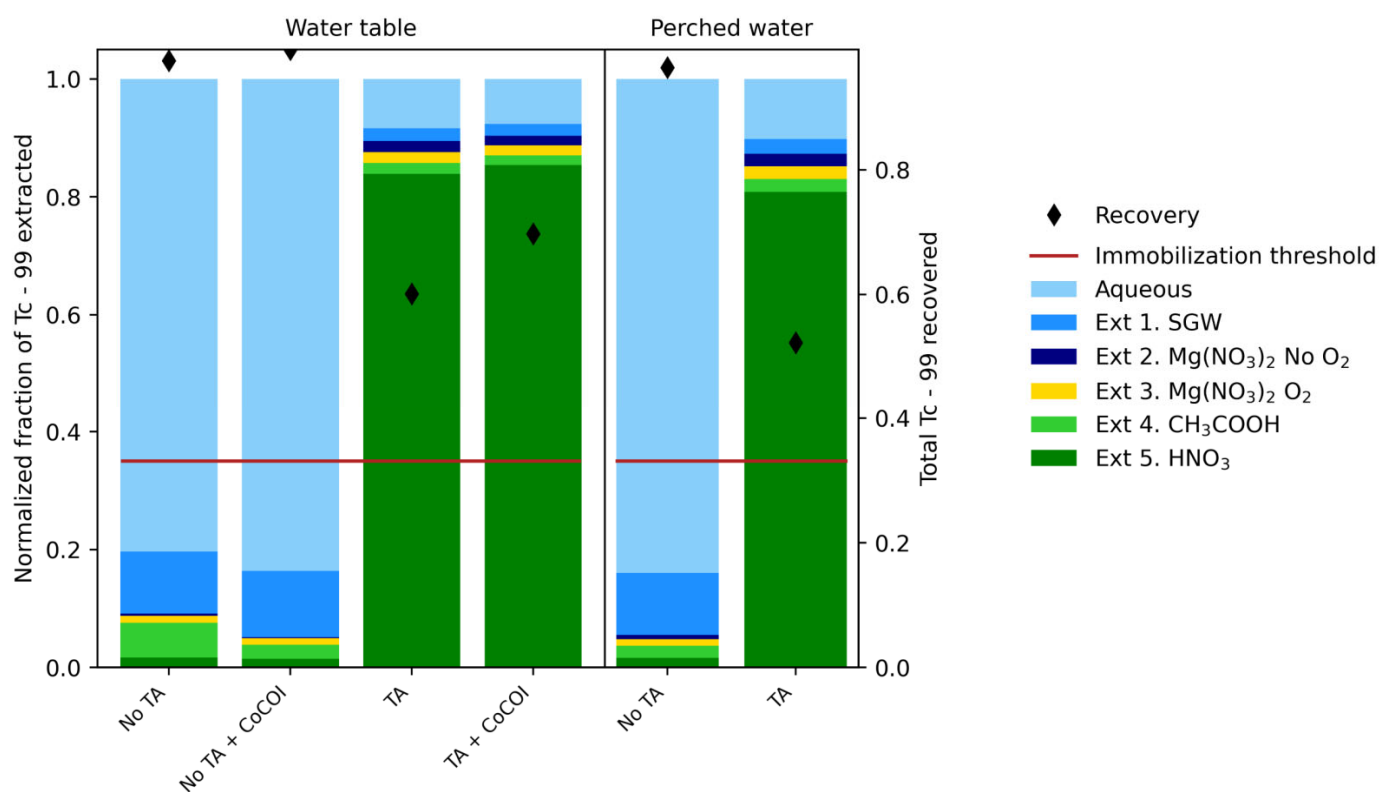 Water table
Perched water
Normalized fraction of Tc - 99 extracted
1.0
0.8
0.6
0.4
0.2
0.0
0.8
0.6
0.4
0.2
0.0
Total Tc - 99 recovered
No TA
No TA + CoCOI
TA
TA + CoCOI
No TA
TA
Recovery
Immobilization threshold
Aqueous
Ext 1. SGW
Ext 2. Mg(NO₃)₂ No O₂
Ext 3. Mg(NO₃)₂ O₂
Ext 4. CH₃COOH
Ext 5. HNO₃